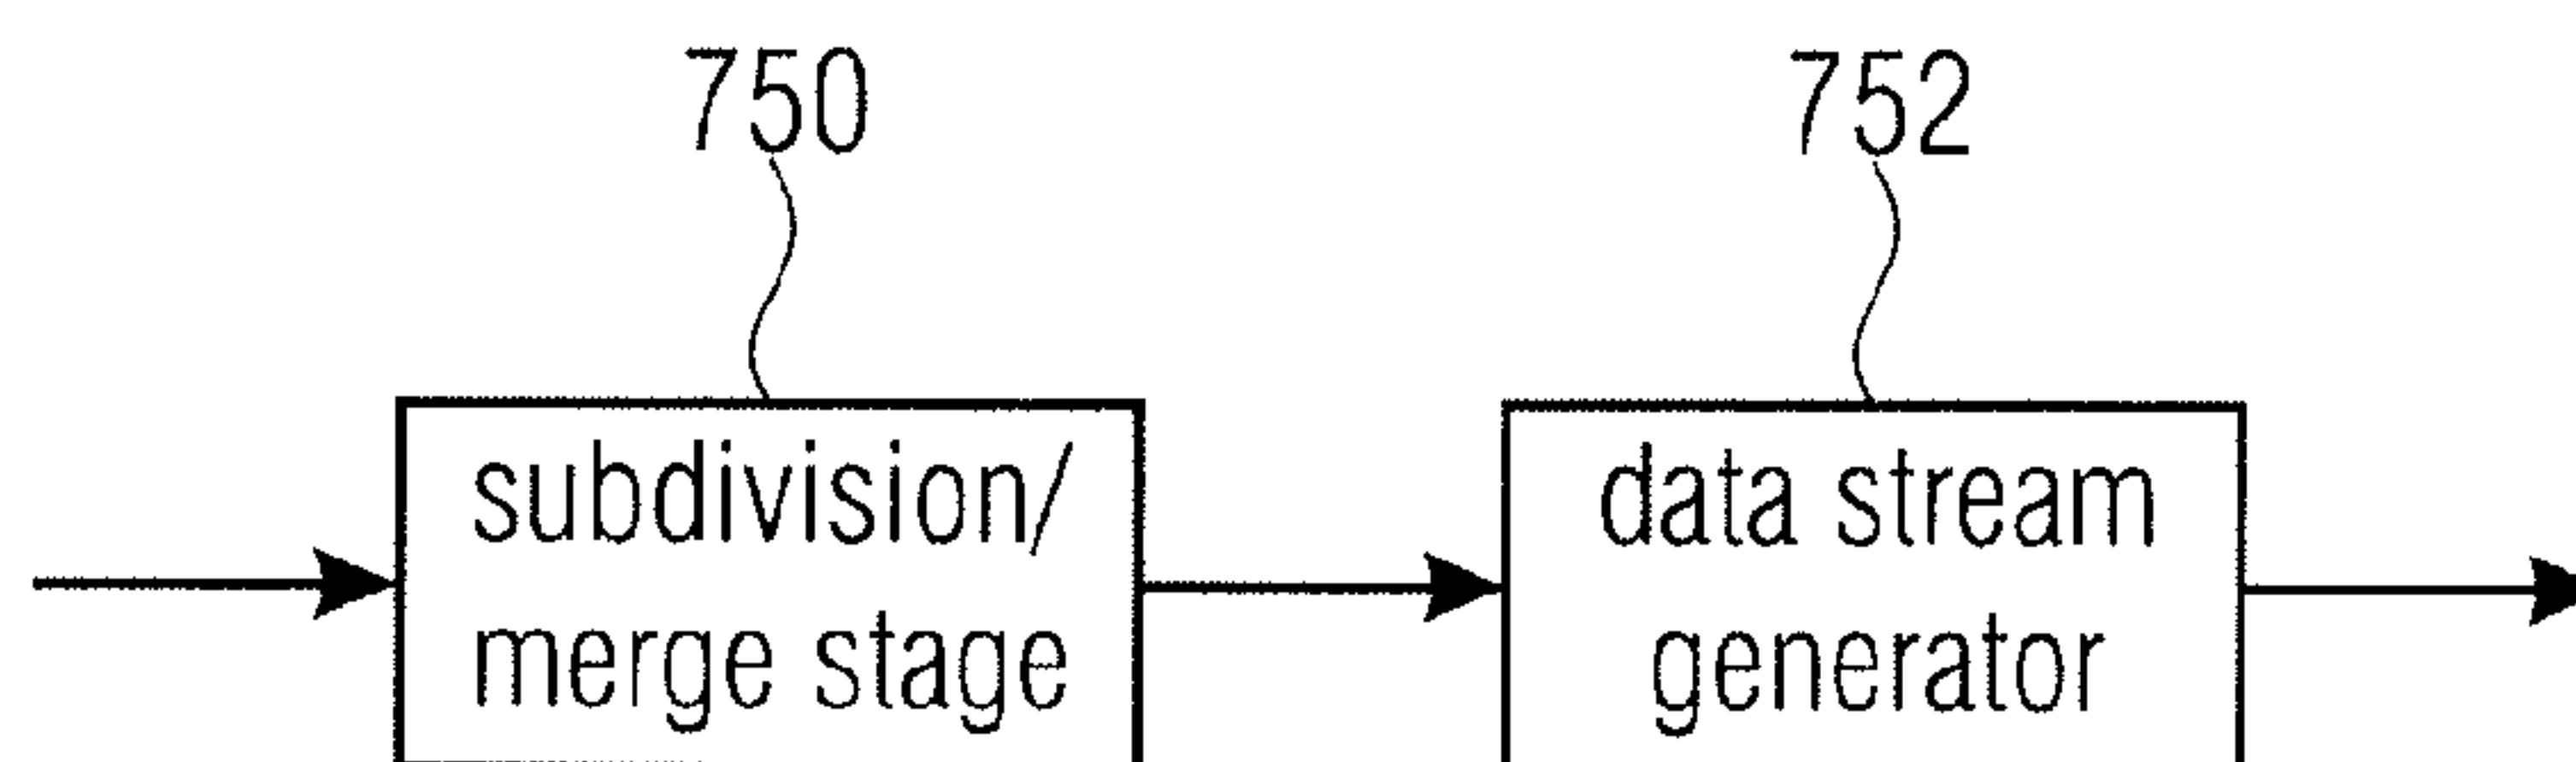 750
752
subdivision/
merge stage
data stream
generator